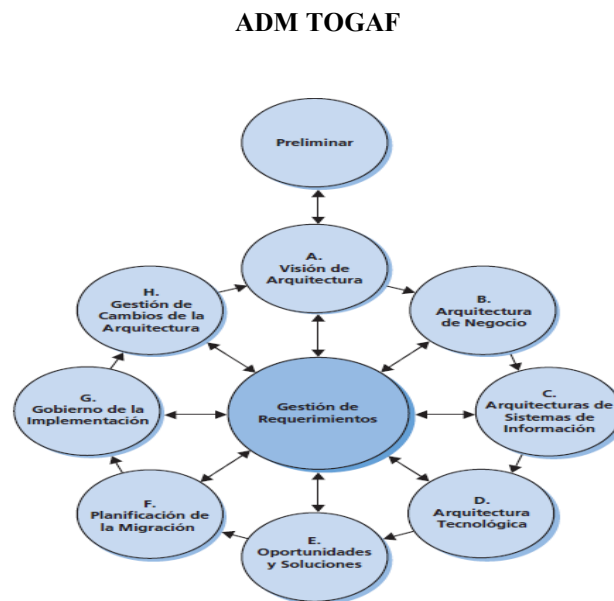 ADM TOGAF
Preliminar
A.
Visión de
Arquitectura
B.
Arquitectura
de Negocio
C.
Arquitecturas de
Sistemas de
Información
D.
Arquitectura
Tecnológica
E.
Oportunidades
y Soluciones
F.
Planificación de
la Migración
G.
Gobierno de la
Implementación
H.
Gestión de
Cambios de la
Arquitectura
Gestión de
Requerimientos